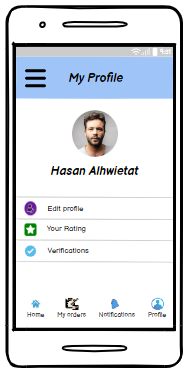 My Profile
Hasan Alhwietat
Edit profile
Your Rating
Verifications
Home My orders Notifications Profile